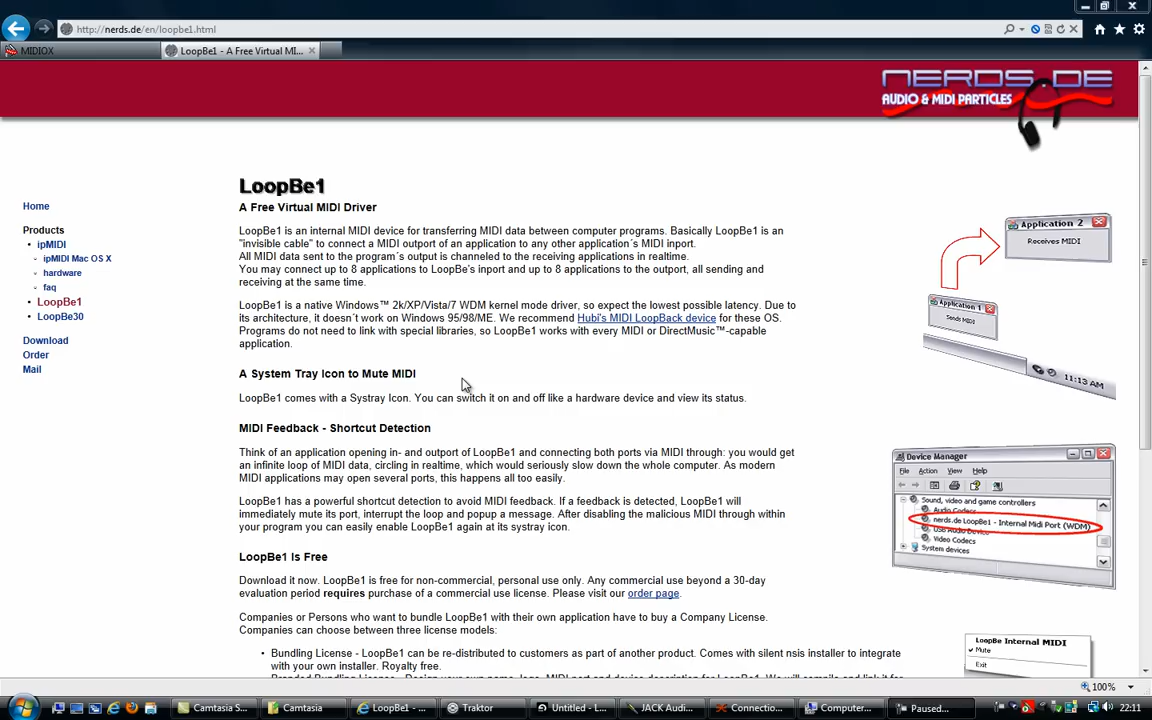 http://nerds.de/en/loopbe1.html
MIDIOX
LoopBe1 - A Free Virtual MI...
NERDS.DE
AUDIO & MIDI PARTICLES
LoopBe1
A Free Virtual MIDI Driver
LoopBe1 is an internal MIDI device for transferring MIDI data between computer programs. Basically LoopBe1 is an
"invisible cable" to connect a MIDI outport of an application to any other application´s MIDI inport.
All MIDI data sent to the program´s output is channeled to the receiving applications in realtime.
You may connect up to 8 applications to LoopBe's inport and up to 8 applications to the outport, all sending and
receiving at the same time.
LoopBe1 is a native Windows™ 2k/XP/Vista/7 WDM kernel mode driver, so expect the lowest possible latency. Due to
its architecture, it doesn´t work on Windows 95/98/ME. We recommend Hubi's MIDI LoopBack device for these OS.
Programs do not need to link with special libraries, so LoopBe1 works with every MIDI or DirectMusic™-capable
application.
A System Tray Icon to Mute MIDI
LoopBe1 comes with a Systray Icon. You can switch it on and off like a hardware device and view its status.
MIDI Feedback - Shortcut Detection
Think of an application opening in- and outport of LoopBe1 and connecting both ports via MIDI through: you would get
an infinite loop of MIDI data, circling in realtime, which would seriously slow down the whole computer. As modern
MIDI applications may open several ports, this happens all too easily.
LoopBe1 has a powerful shortcut detection to avoid MIDI feedback. If a feedback is detected, LoopBe1 will
immediately mute its port, interrupt the loop and popup a message. After disabling the malicious MIDI through within
your program you can easily enable LoopBe1 again at its systray icon.
LoopBe1 Is Free
Download it now. LoopBe1 is free for non-commercial, personal use only. Any commercial use beyond a 30-day
evaluation period requires purchase of a commercial use license. Please visit our order page.
Companies or Persons who want to bundle LoopBe1 with their own application have to buy a Company License.
Companies can choose between three license models:
• Bundling License - LoopBe1 can be re-distributed to customers as part of another product. Comes with silent nsis installer to integrate
with your own installer. Royalty free.
Home
Products
ipMIDI
ipMIDI Mac OS X
hardware
faq
LoopBe1
LoopBe30
Download
Order
Mail
Application 2
Receives MIDI
Application 1
Sends MIDI
11:13 AM
Device Manager
File Action View Help
Sound, video and game controllers
Audio Codecs
nerds.de LoopBe1 - Internal Midi Port (WDM)
USB Audio Device
Video Codecs
System devices
LoopBe Internal MIDI
Mute
Exit
100%
Camtasia S...
Camtasia
LoopBe1 - ...
Traktor
Untitled - L...
JACK Audi...
Connectio...
Computer...
Paused...
22:11